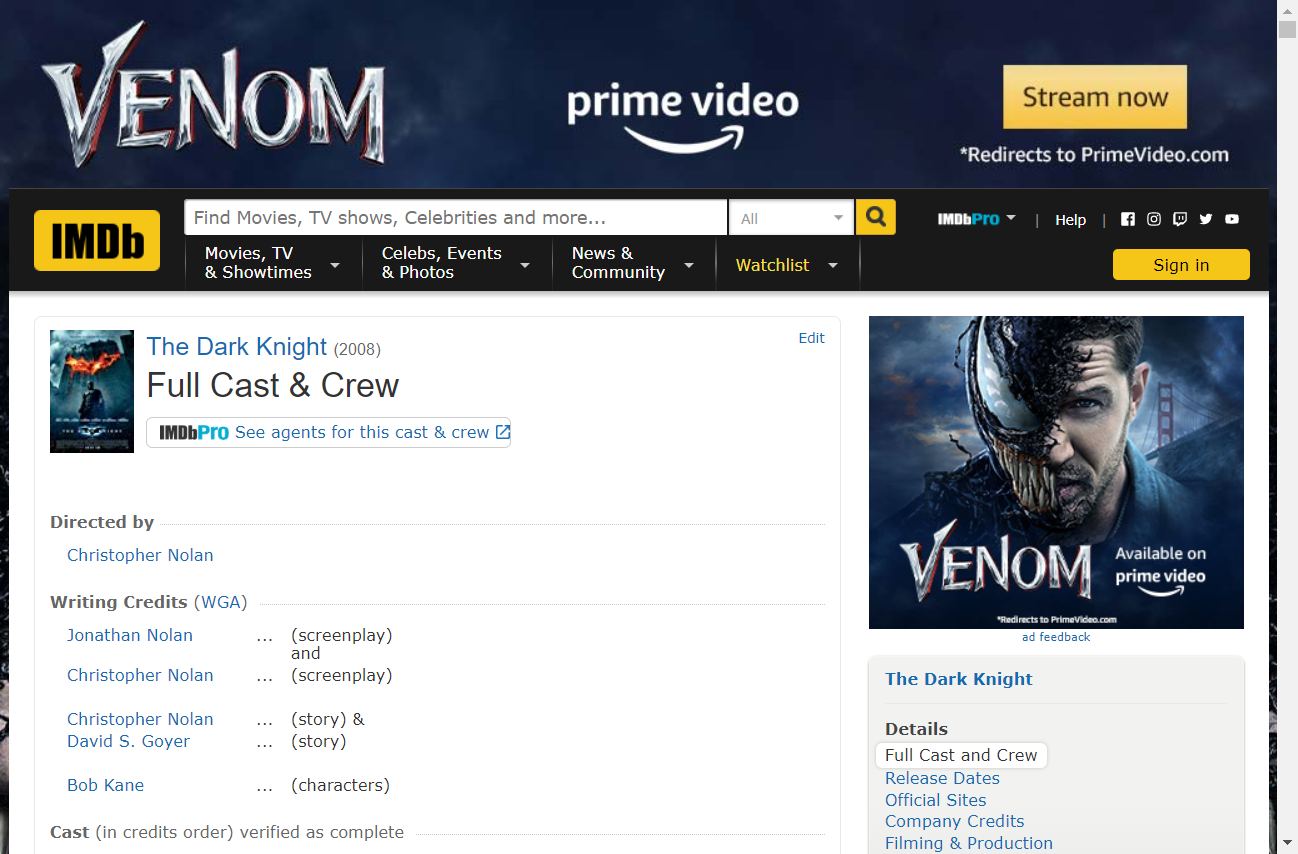 VENOM
prime video
Stream now
*Redirects to PrimeVideo.com
IMDb
Find Movies, TV shows, Celebrities and more...
All
IMDbPro
|
Help
|
Movies, TV
& Showtimes
Celebs, Events
& Photos
News &
Community
Watchlist
Sign in
The Dark Knight (2008)
Edit
Full Cast & Crew
IMDbPro See agents for this cast & crew
Directed by
Christopher Nolan
Writing Credits (WGA)
Jonathan Nolan ... (screenplay)
and
Christopher Nolan ... (screenplay)
Christopher Nolan ... (story) &
David S. Goyer ... (story)
Bob Kane ... (characters)
Cast (in credits order) verified as complete
VENOM
Available on
prime video
*Redirects to PrimeVideo.com
ad feedback
The Dark Knight
Details
Full Cast and Crew
Release Dates
Official Sites
Company Credits
Filming & Production